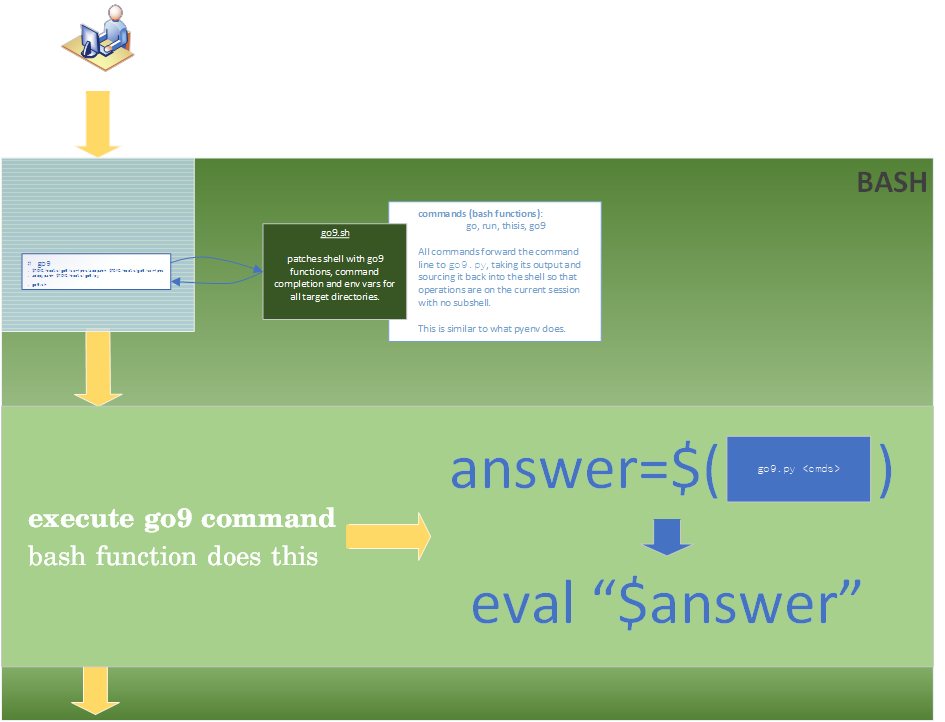 BASH
commands (bash functions):
go, run, thisis, go9
All commands forward the command
line to go9.py, taking its output and
sourcing it back into the shell so that
operations are on the current session
with no subshell.
This is similar to what pyenv does.
go9.sh
patches shell with go9
functions, command
completion and env vars for
all target directories.
go9
answer=$( go9.py <cmds> )
execute go9 command
bash function does this
eval “$answer”